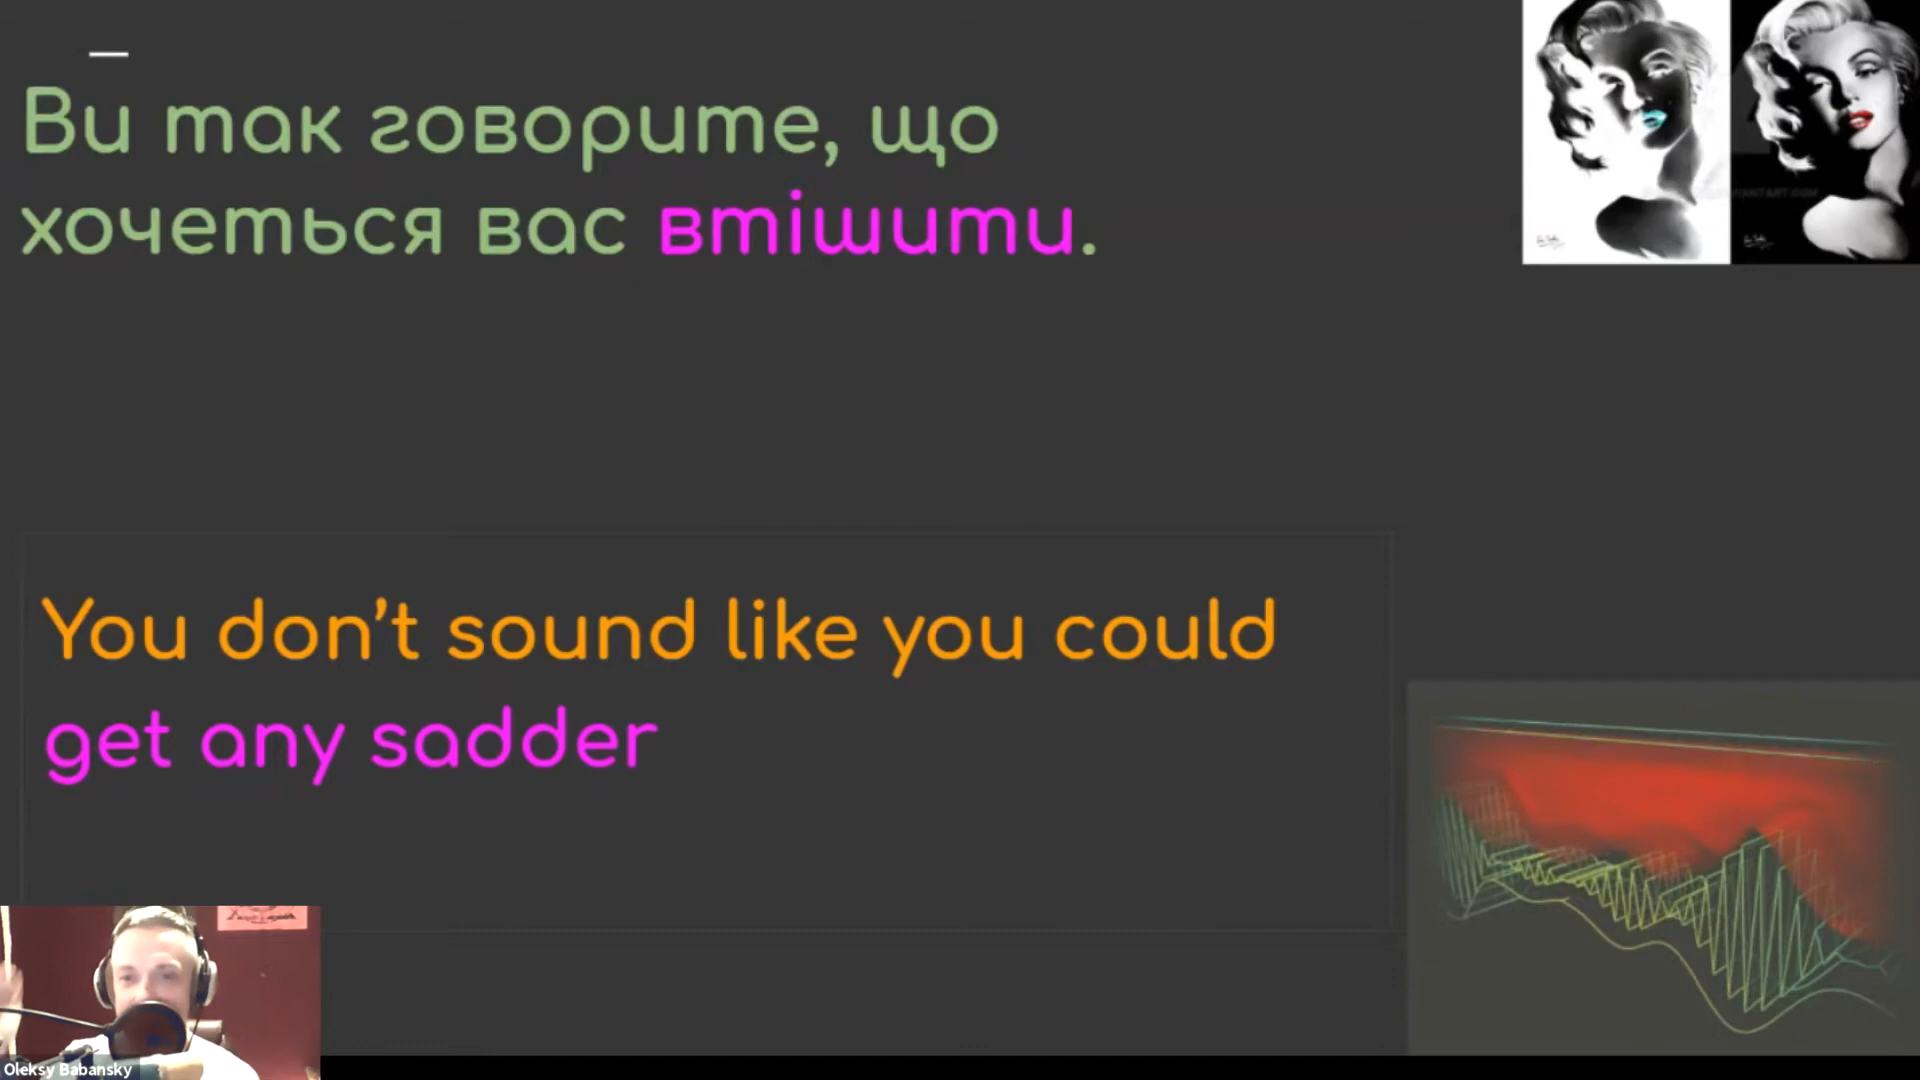 Ви так говорите, що
хочеться вас втішити.
You don’t sound like you could
get any sadder
Oleksy Babansky